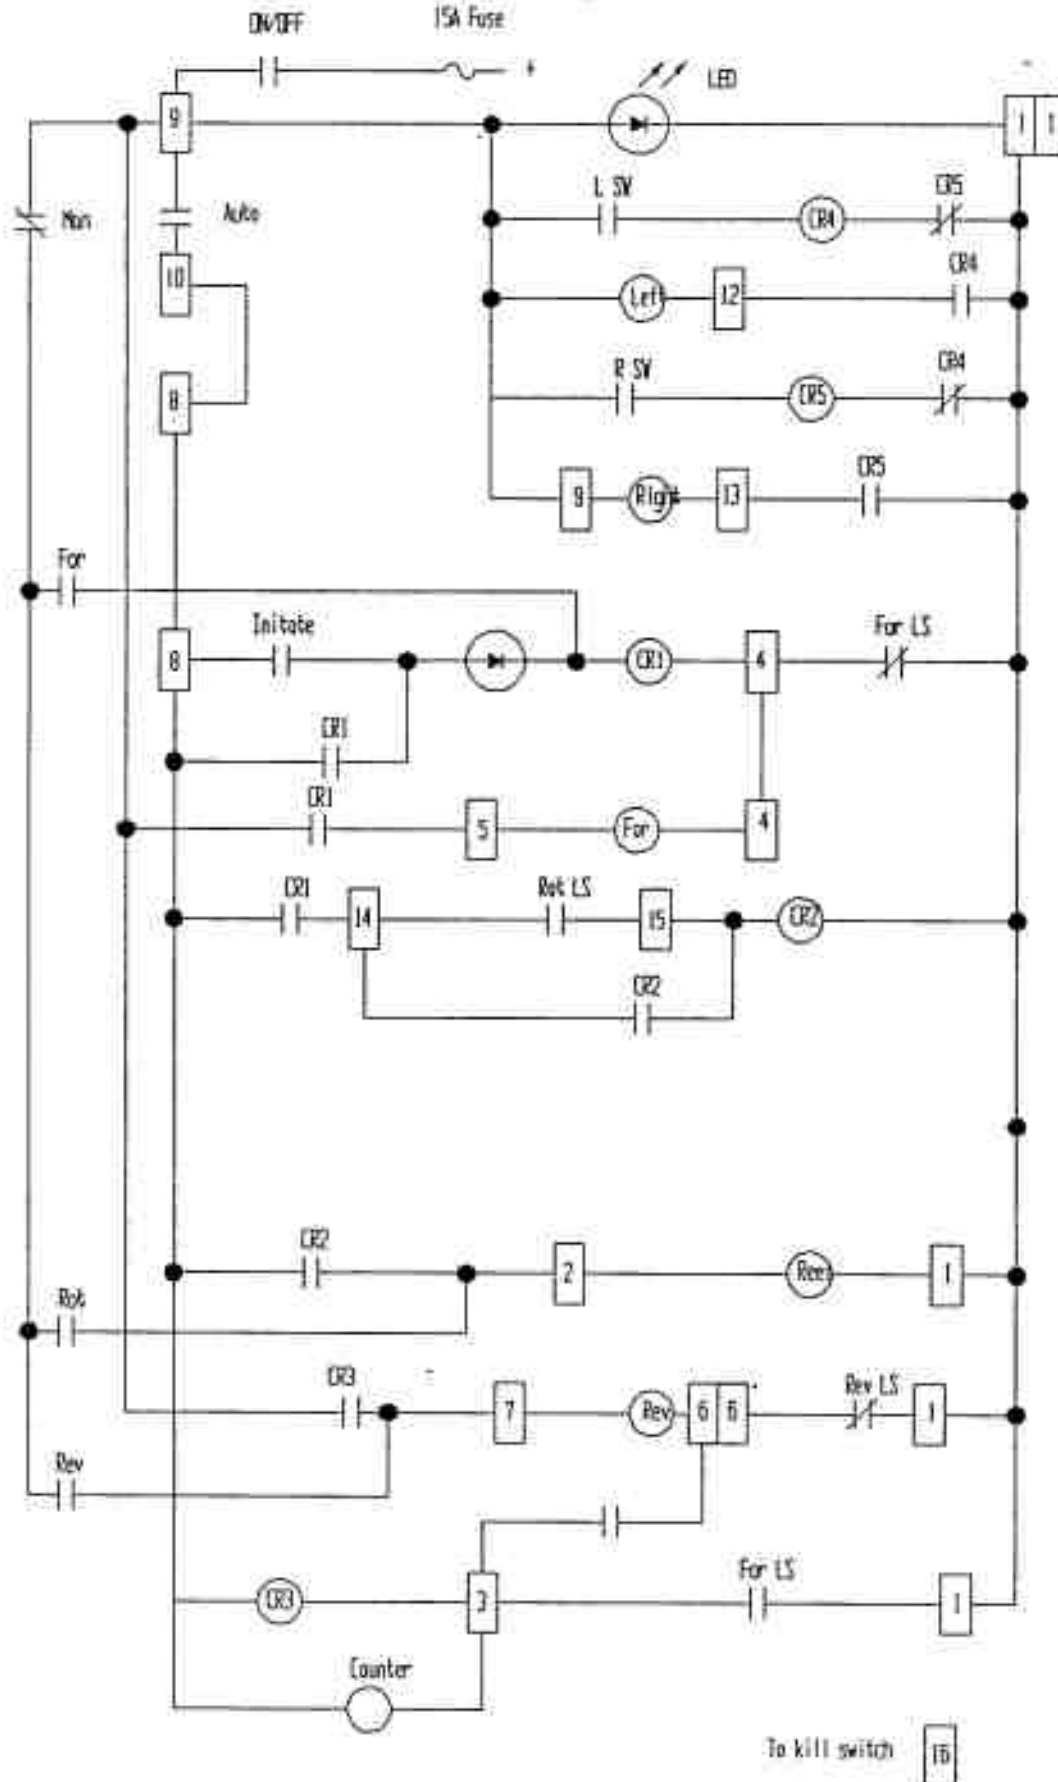 ON/OFF 15A Fuse
+ LED -
9 1 1
L SW CR5
Man Auto CR4
10 CR4
Left 12
R SW CR4
8 CR5
CR5
9 Right 13
For
Initate For LS
8 CR1 4
CR1
CR1
5 For 4
CR1 Rot LS
14 15 CR2
CR2
CR2
2 Ree 1
Rot
CR3 Rev LS
7 Rev 6 6 1
Rev
For LS
CR3 3 1
Counter
To kill switch 16